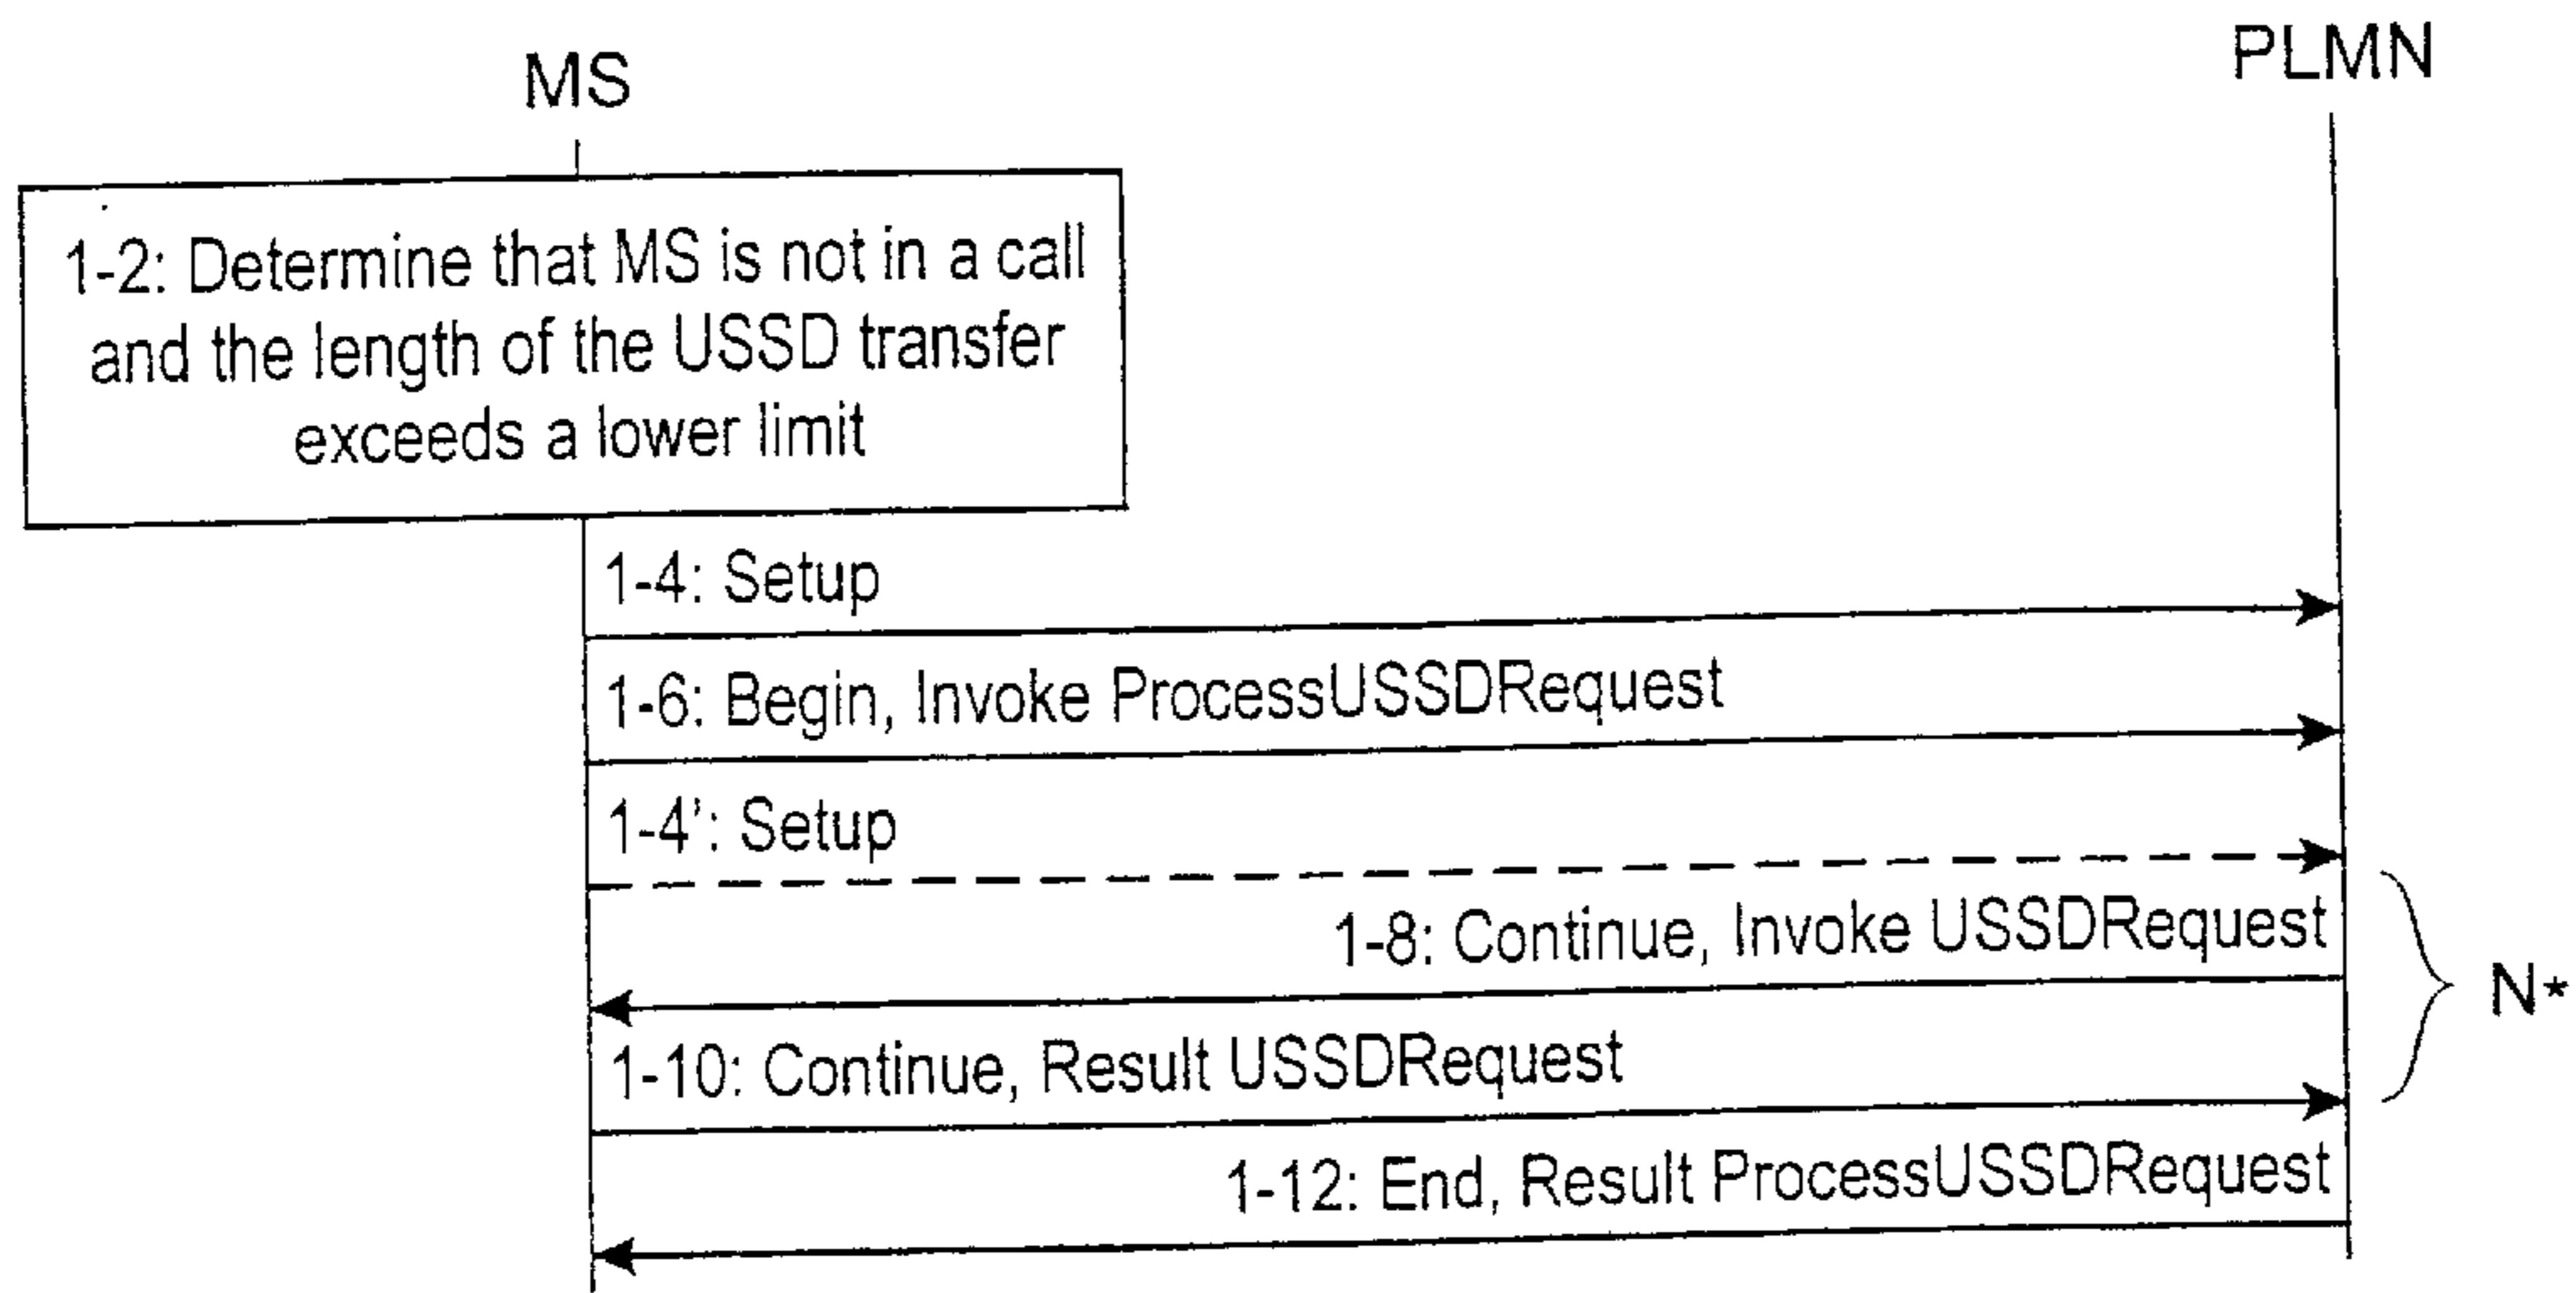 MS
PLMN
1-2: Determine that MS is not in a call
and the length of the USSD transfer
exceeds a lower limit
1-4: Setup
1-6: Begin, Invoke ProcessUSSDRequest
1-4': Setup
1-8: Continue, Invoke USSDRequest
N*
1-10: Continue, Result USSDRequest
1-12: End, Result ProcessUSSDRequest